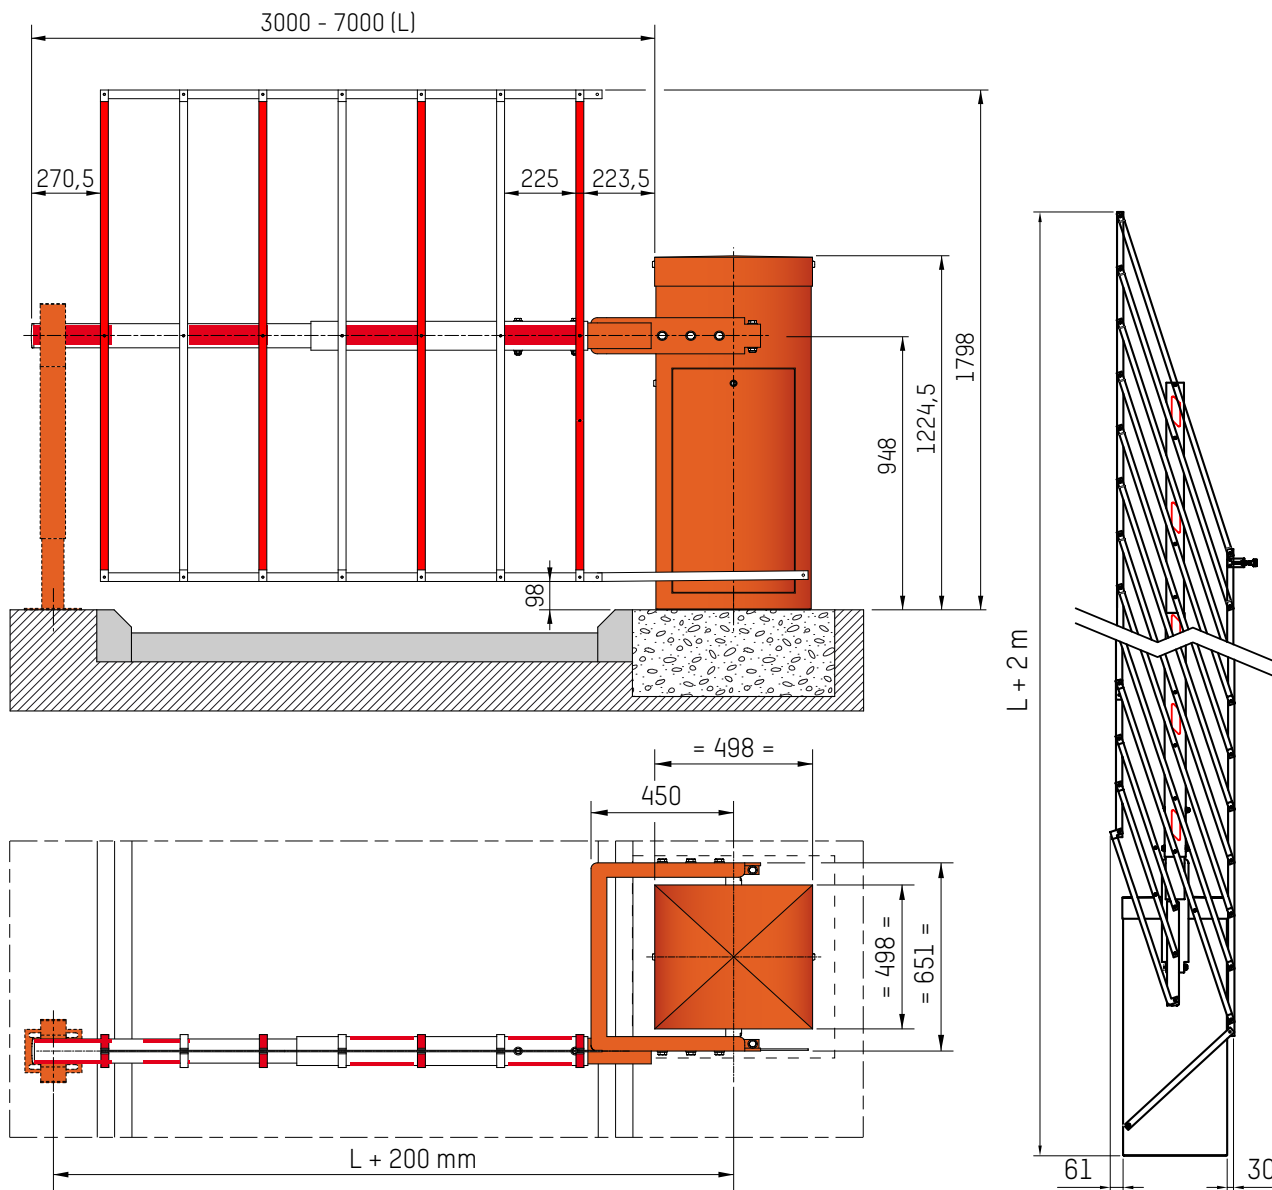 3000 - 7000 (L)
270,5
225
223,5
1798
1224,5
948
98
L + 2 m
= 498 =
450
= 498 =
= 651 =
L + 200 mm
61
30